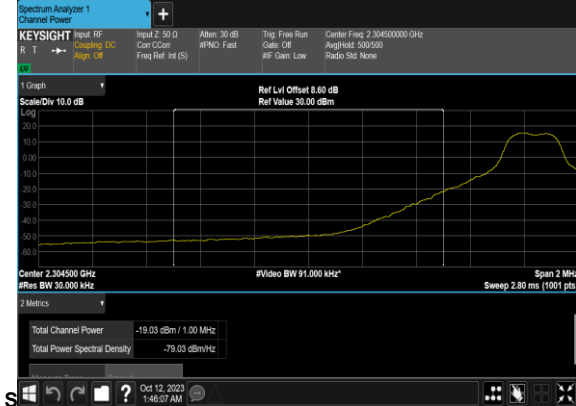 Spectrum Analyzer 1
Channel Power
+
KEYSIGHT
R T
Input: RF
Coupling: DC
Align: Off
Input Z: 50 Ω
Corr CCorr
Freq Ref: Int (S)
Atten: 30 dB
#PNO: Fast
Trig: Free Run
Gate: Off
#IF Gain: Low
Center Freq: 2.304500000 GHz
Avg|Hold: 500/500
Radio Std: None
1 Graph
Scale/Div 10.0 dB
Ref Lvl Offset 8.60 dB
Ref Value 30.00 dBm
Log
20.0
10.0
0.00
-10.0
-20.0
-30.0
-40.0
-50.0
-60.0
Center 2.304500 GHz
#Res BW 30.000 kHz
#Video BW 91.000 kHz*
Span 2 MHz
Sweep 2.80 ms (1001 pts)
2 Metrics
Total Channel Power -19.03 dBm / 1.00 MHz
Total Power Spectral Density -79.03 dBm/Hz
S
?
Oct 12, 2023
1:46:07 AM